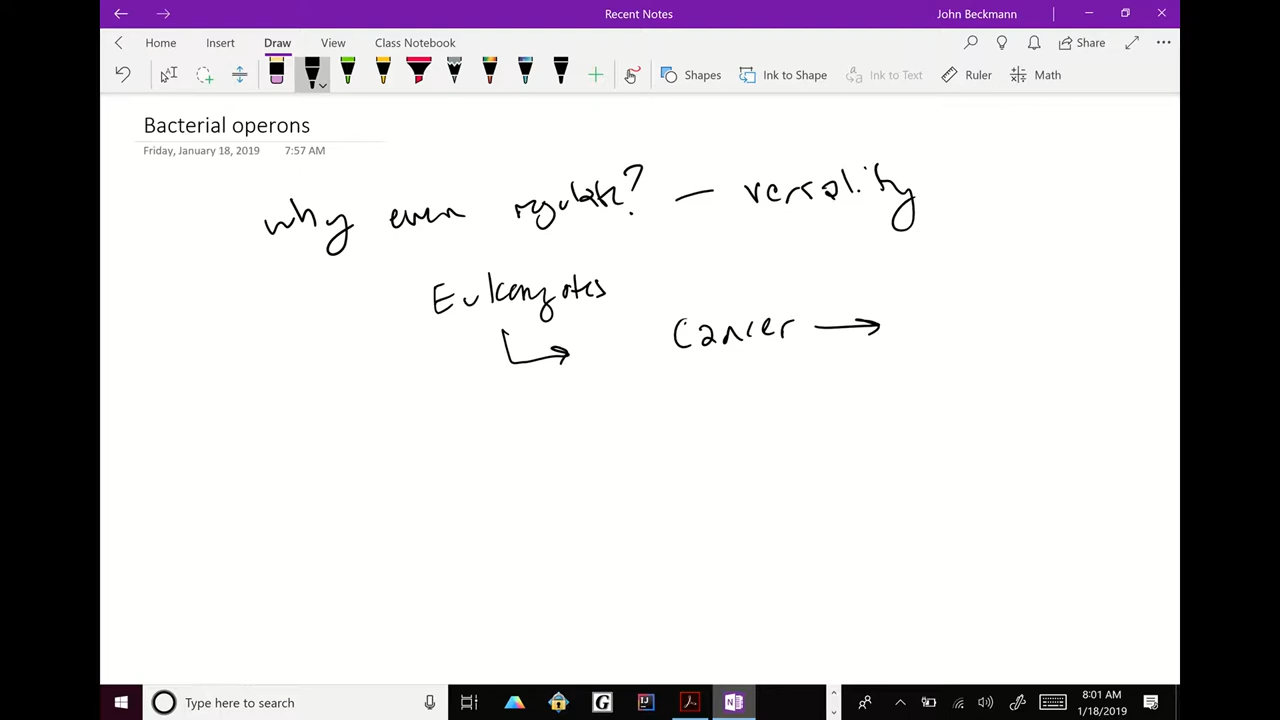 Recent Notes
John Beckmann
Home Insert Draw View Class Notebook
Share
Shapes Ink to Shape Ink to Text Ruler Math
Bacterial operons
Friday, January 18, 2019 7:57 AM
why even regulate? — versality
Eukaryotes
Cancer →
Type here to search
8:01 AM
1/18/2019